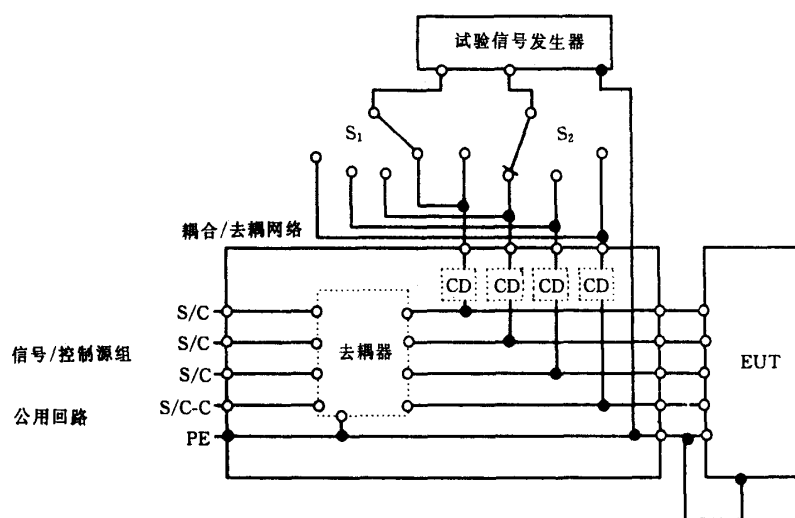 试验信号发生器
S₁
S₂
耦合/去耦网络
CD
CD
CD
CD
S/C
信号/控制源组
S/C
去耦器
S/C
EUT
公用回路
S/C-C
PE